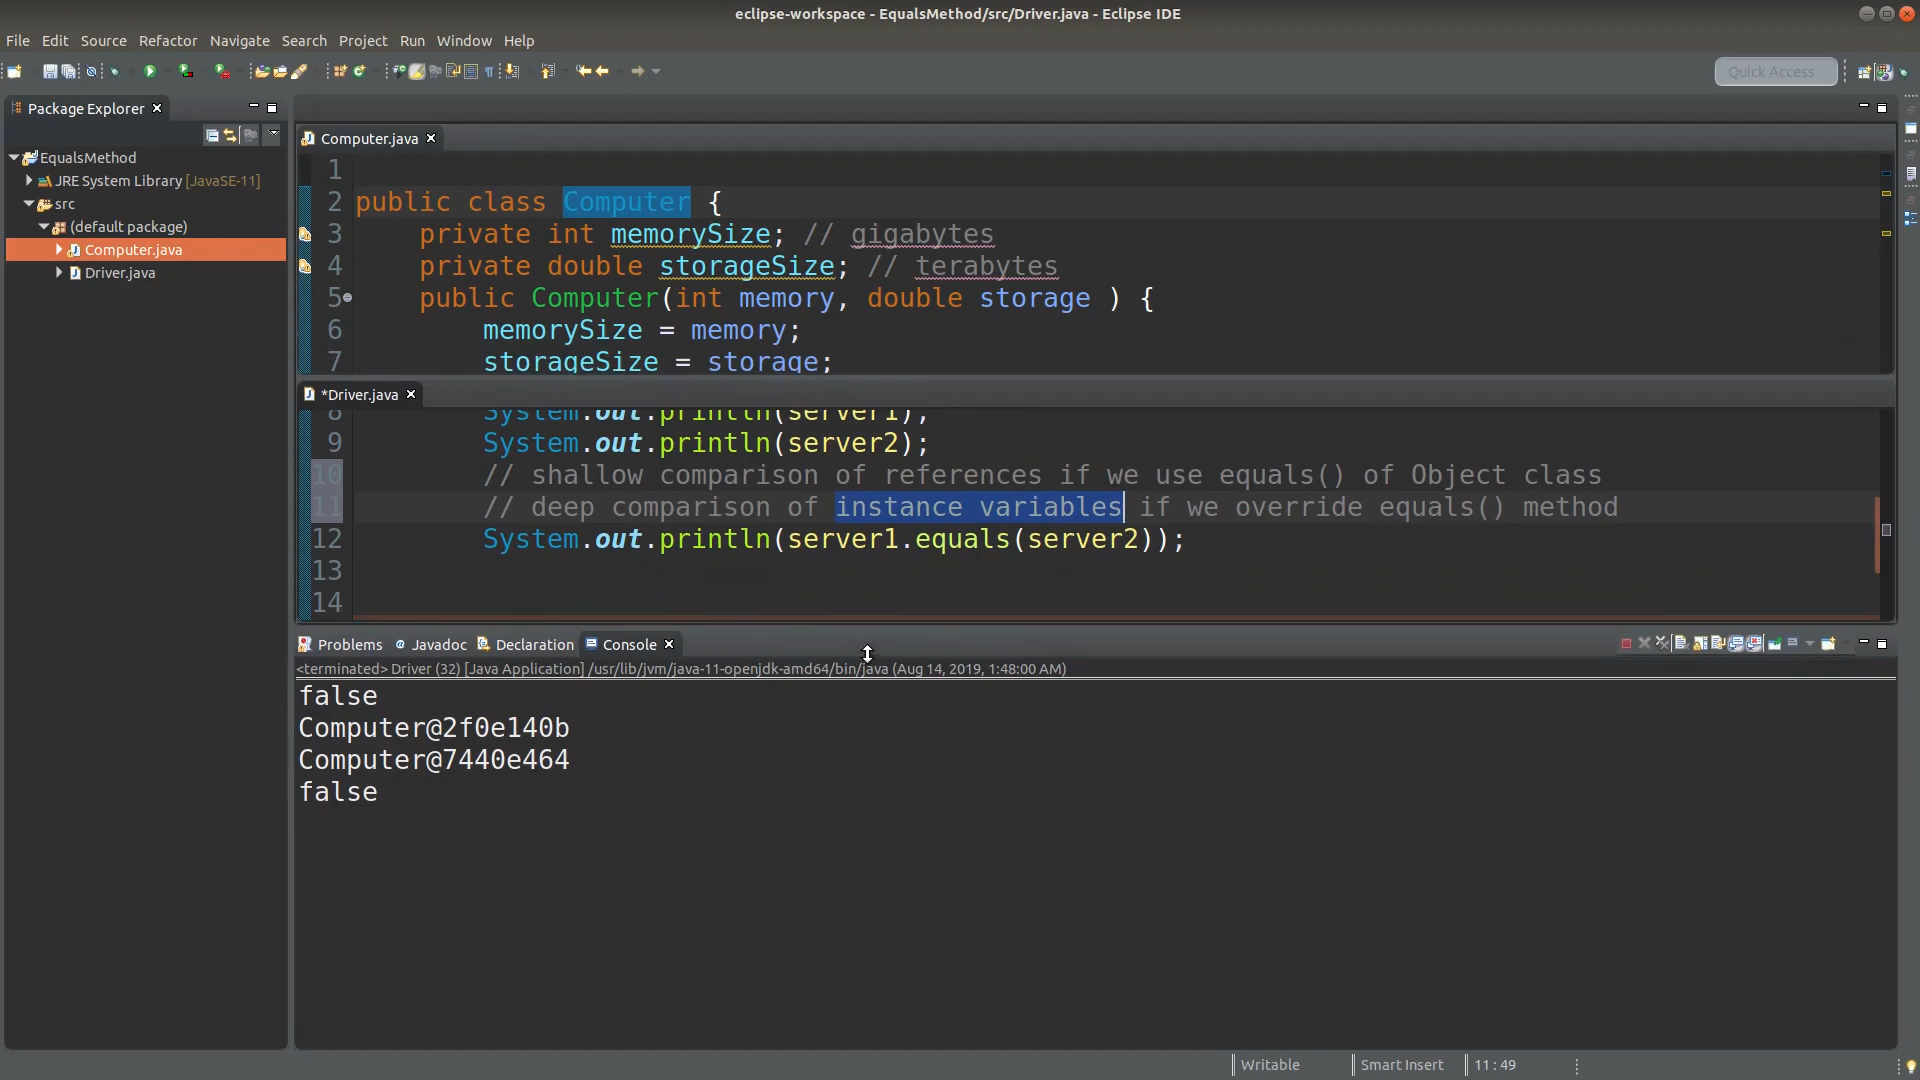 eclipse-workspace - EqualsMethod/src/Driver.java - Eclipse IDE
File Edit Source Refactor Navigate Search Project Run Window Help
Quick Access
Package Explorer
EqualsMethod
JRE System Library [JavaSE-11]
src
(default package)
Computer.java
Driver.java
Computer.java
1
2 public class Computer {
3 private int memorySize; // gigabytes
4 private double storageSize; // terabytes
5 public Computer(int memory, double storage ) {
6 memorySize = memory;
7 storageSize = storage;
*Driver.java
8 System.out.println(server1);
9 System.out.println(server2);
10 // shallow comparison of references if we use equals() of Object class
11 // deep comparison of instance variables if we override equals() method
12 System.out.println(server1.equals(server2));
13
14
Problems Javadoc Declaration Console
<terminated> Driver (32) [Java Application] /usr/lib/jvm/java-11-openjdk-amd64/bin/java (Aug 14, 2019, 1:48:00 AM)
false
Computer@2f0e140b
Computer@7440e464
false
Writable Smart Insert 11 : 49